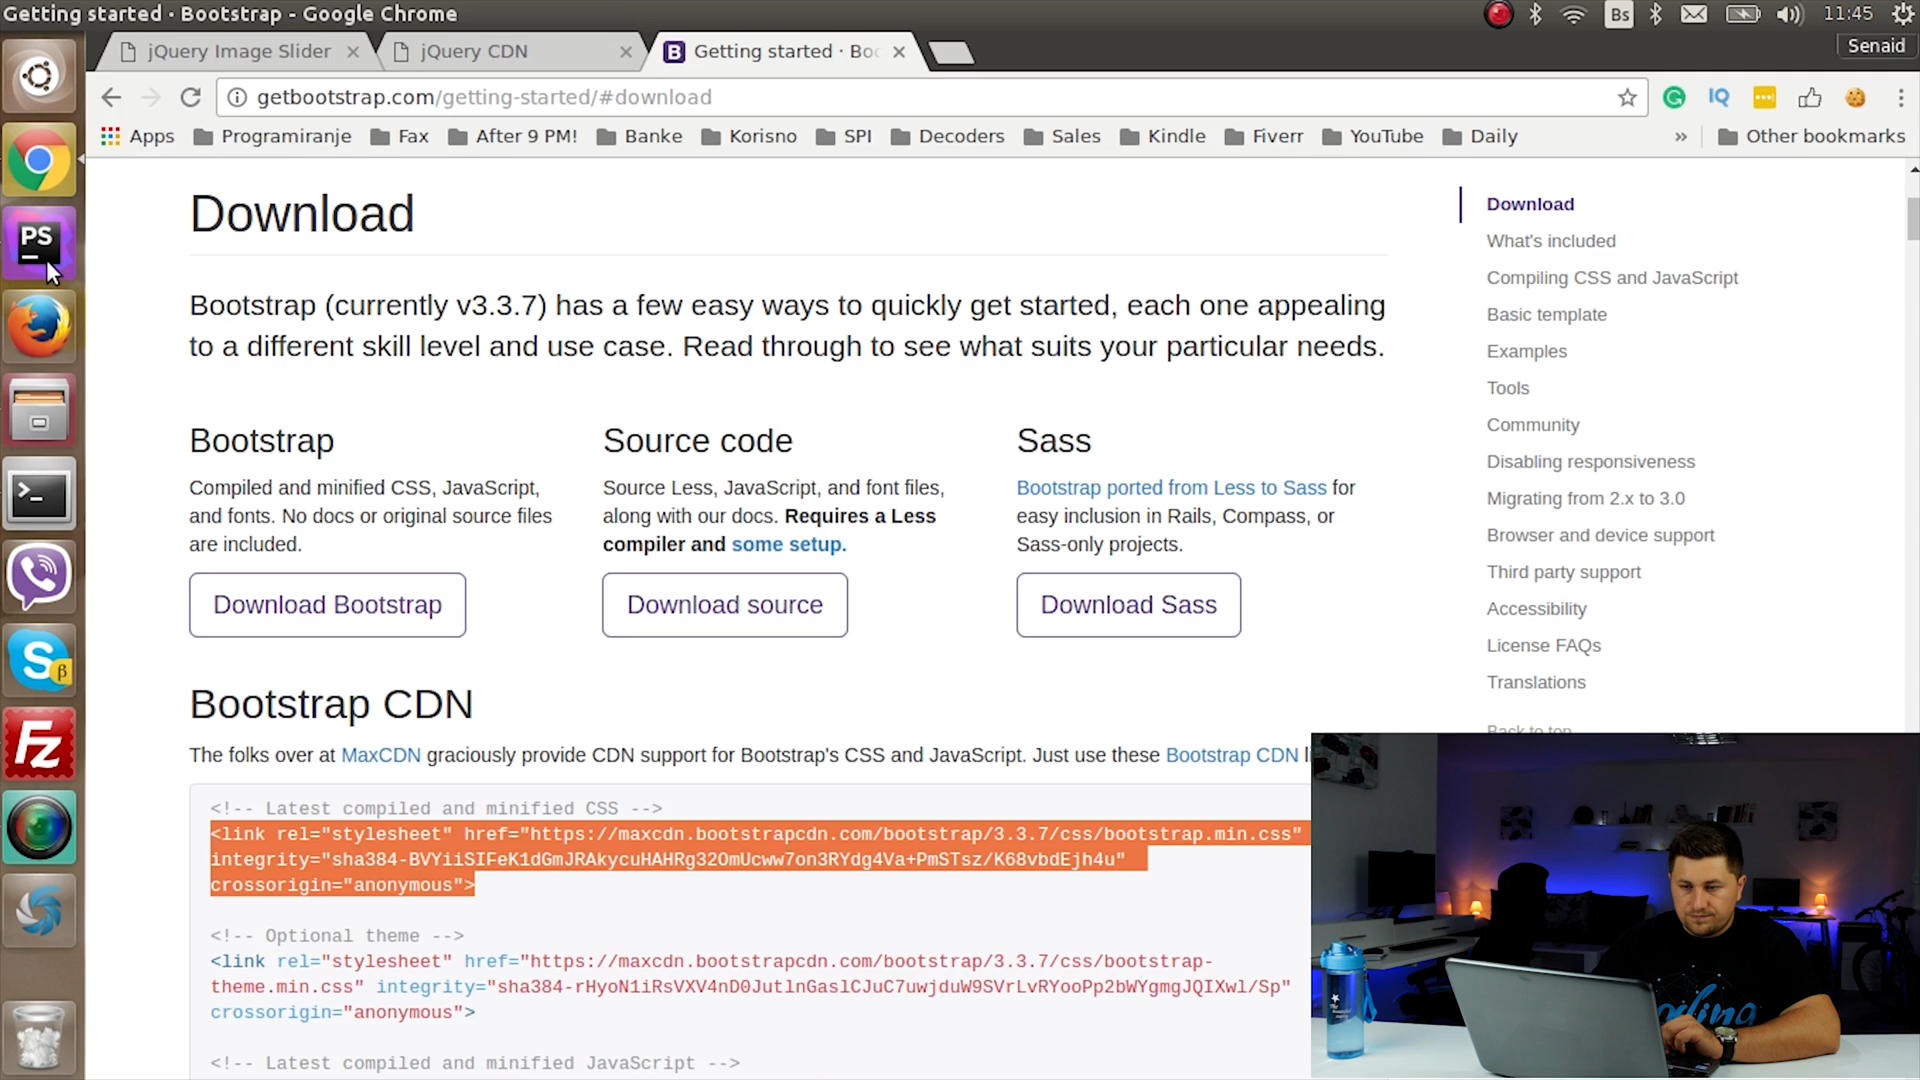 Getting started · Bootstrap - Google Chrome
Bs
11:45
jQuery Image Slider
jQuery CDN
B
Getting started · Boo
Senaid
getbootstrap.com/getting-started/#download
IQ
Apps
Programiranje
Fax
After 9 PM!
Banke
Korisno
SPI
Decoders
Sales
Kindle
Fiverr
YouTube
Daily
»
Other bookmarks
PS
Download
Bootstrap (currently v3.3.7) has a few easy ways to quickly get started, each one appealing
to a different skill level and use case. Read through to see what suits your particular needs.
Bootstrap
Compiled and minified CSS, JavaScript,
and fonts. No docs or original source files
are included.
Download Bootstrap
Source code
Source Less, JavaScript, and font files,
along with our docs. Requires a Less
compiler and some setup.
Download source
Sass
Bootstrap ported from Less to Sass for
easy inclusion in Rails, Compass, or
Sass-only projects.
Download Sass
Bootstrap CDN
The folks over at MaxCDN graciously provide CDN support for Bootstrap's CSS and JavaScript. Just use these Bootstrap CDN
<!-- Latest compiled and minified CSS -->
<link rel="stylesheet" href="https://maxcdn.bootstrapcdn.com/bootstrap/3.3.7/css/bootstrap.min.css"
integrity="sha384-BVYiiSIFeK1dGmJRAkycuHAHRg32OmUcww7on3RYdg4Va+PmSTsz/K68vbdEjh4u"
crossorigin="anonymous">
<!-- Optional theme -->
<link rel="stylesheet" href="https://maxcdn.bootstrapcdn.com/bootstrap/3.3.7/css/bootstrap-
theme.min.css" integrity="sha384-rHyoN1iRsVXV4nD0JutlnGaslCJuC7uwjduW9SVrLvRYooPp2bWYgmgJQIXwl/Sp"
crossorigin="anonymous">
<!-- Latest compiled and minified JavaScript -->
Download
What's included
Compiling CSS and JavaScript
Basic template
Examples
Tools
Community
Disabling responsiveness
Migrating from 2.x to 3.0
Browser and device support
Third party support
Accessibility
License FAQs
Translations
Back to top
>_
S
β
Fz